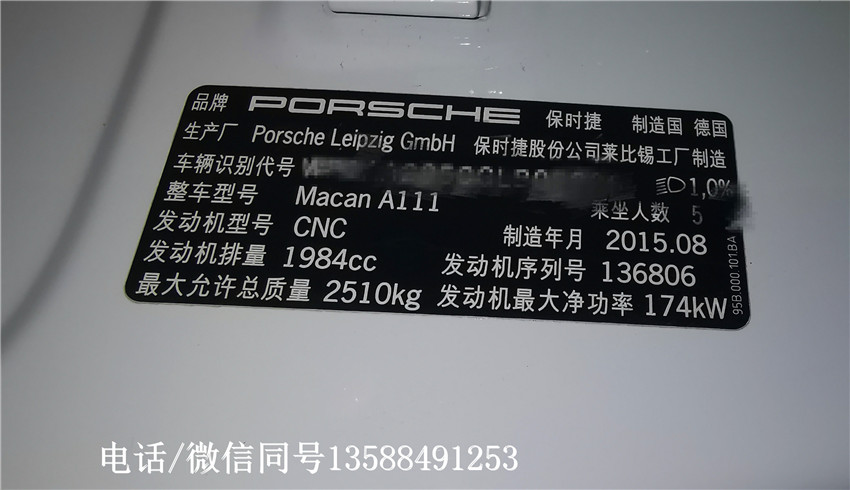 品牌 PORSCHE 保时捷 制造国 德国
生产厂 Porsche Leipzig GmbH 保时捷股份公司莱比锡工厂制造
车辆识别代号 1,0%
整车型号 Macan A111 乘坐人数 5
发动机型号 CNC 制造年月 2015.08
发动机排量 1984cc 发动机序列号 136806
最大允许总质量 2510kg 发动机最大净功率 174kW
95B.000.101.BA
电话/微信同号13588491253